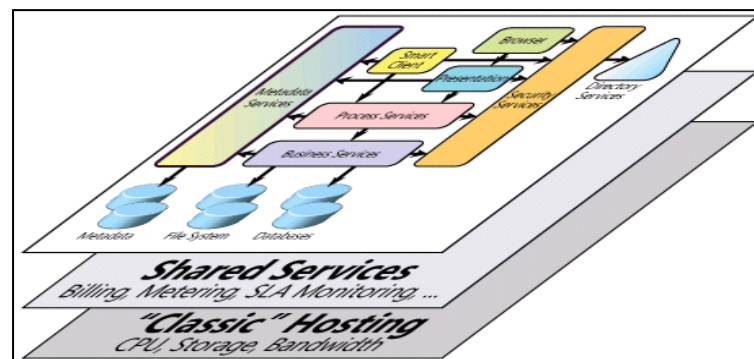 Browser
Smart
Client
Presentation
Metadata
Services
Security
Services
Directory
Services
Process Services
Business Services
Metadata
File System
Databases
Shared Services
Billing, Metering, SLA Monitoring, ...
"Classic" Hosting
CPU, Storage, Bandwidth